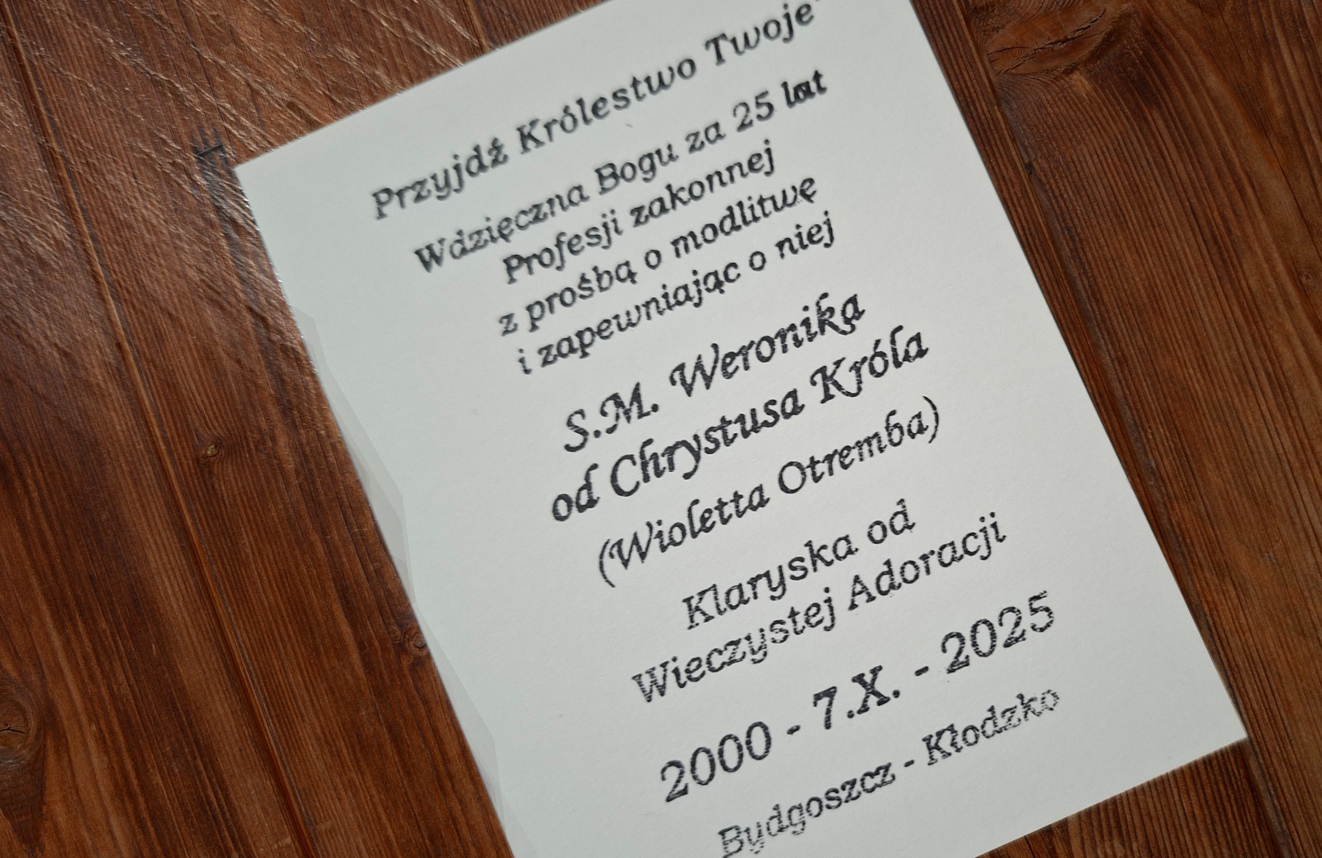 Przyjdź Królestwo Twoje"
Wdzięczna Bogu za 25 lat
Profesji zakonnej
z prośbą o modlitwę
i zapewniając o niej
S.M. Weronika
od Chrystusa Króla
(Wioletta Otremba)
Klaryska od
Wieczystej Adoracji
2000 - 7.X. - 2025
Bydgoszcz - Kłodzko